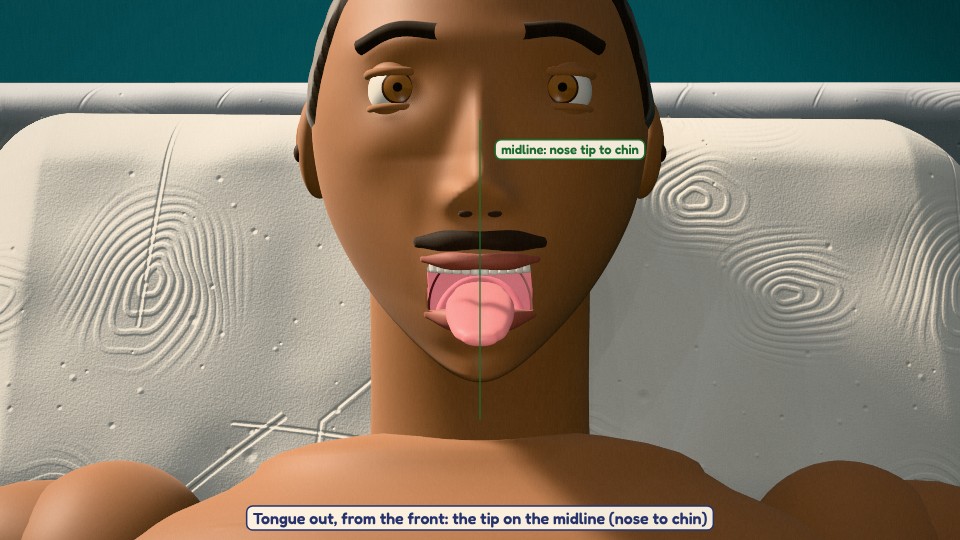 midline: nose tip to chin
Tongue out, from the front: the tip on the midline (nose to chin)